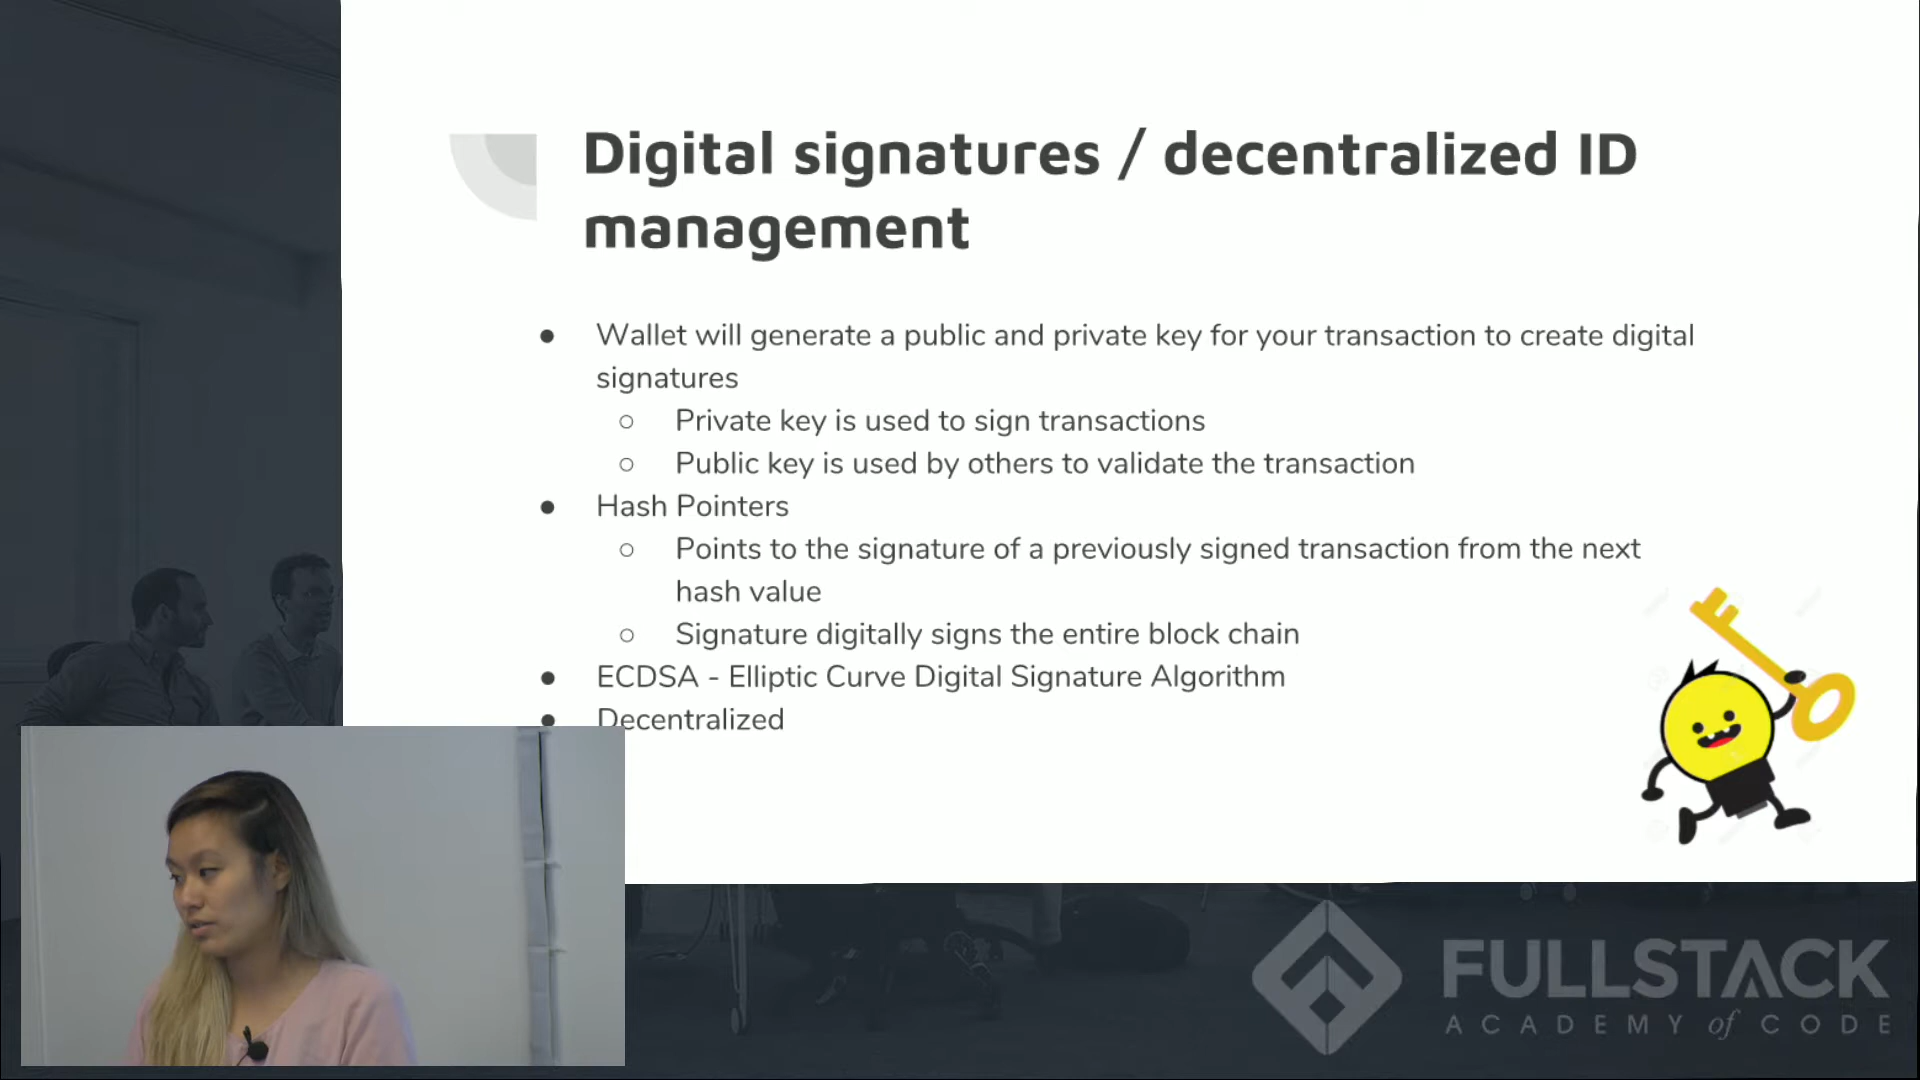 Digital signatures / decentralized ID
management
● Wallet will generate a public and private key for your transaction to create digital
signatures
○ Private key is used to sign transactions
○ Public key is used by others to validate the transaction
● Hash Pointers
○ Points to the signature of a previously signed transaction from the next
hash value
○ Signature digitally signs the entire block chain
● ECDSA - Elliptic Curve Digital Signature Algorithm
● Decentralized
FULLSTACK
ACADEMY of CODE